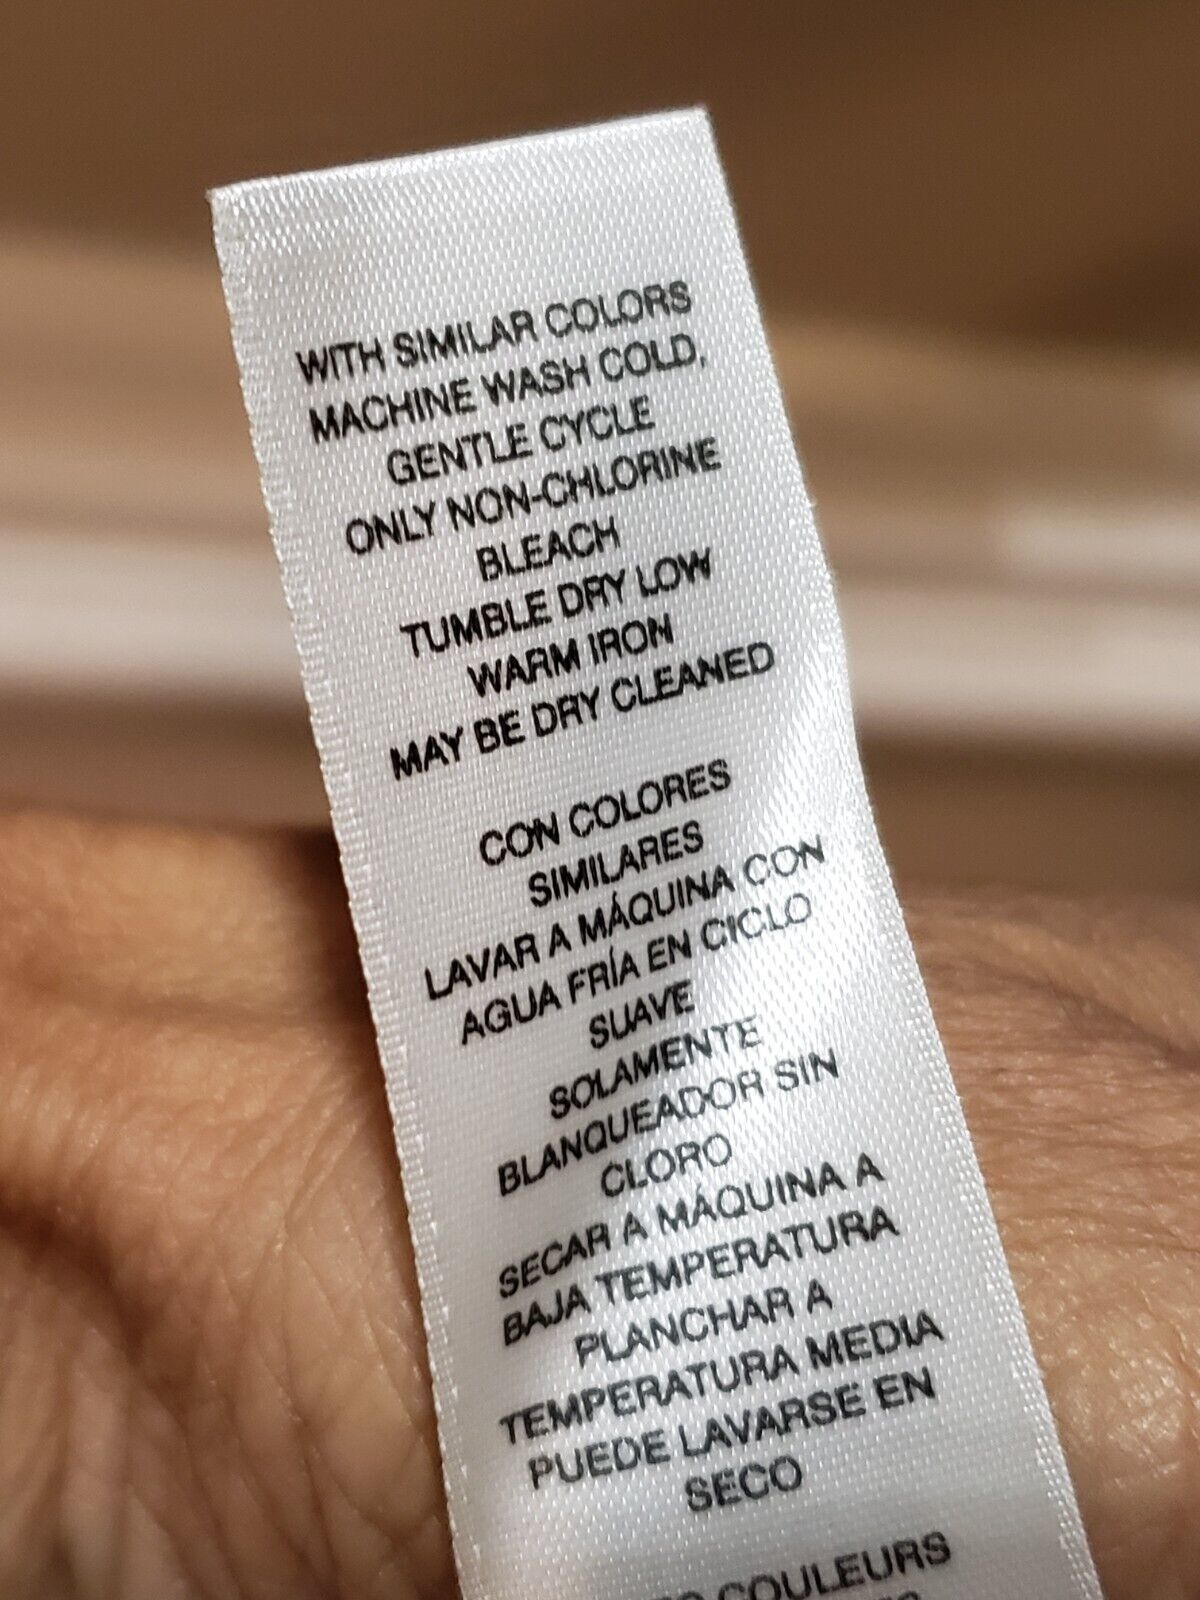 WITH SIMILAR COLORS
MACHINE WASH COLD,
GENTLE CYCLE
ONLY NON-CHLORINE
BLEACH
TUMBLE DRY LOW
WARM IRON
MAY BE DRY CLEANED
CON COLORES
SIMILARES
LAVAR A MÁQUINA CON
AGUA FRÍA EN CICLO
SUAVE
SOLAMENTE
BLANQUEADOR SIN
CLORO
SECAR A MÁQUINA A
BAJA TEMPERATURA
PLANCHAR A
TEMPERATURA MEDIA
PUEDE LAVARSE EN
SECO
COULEURS